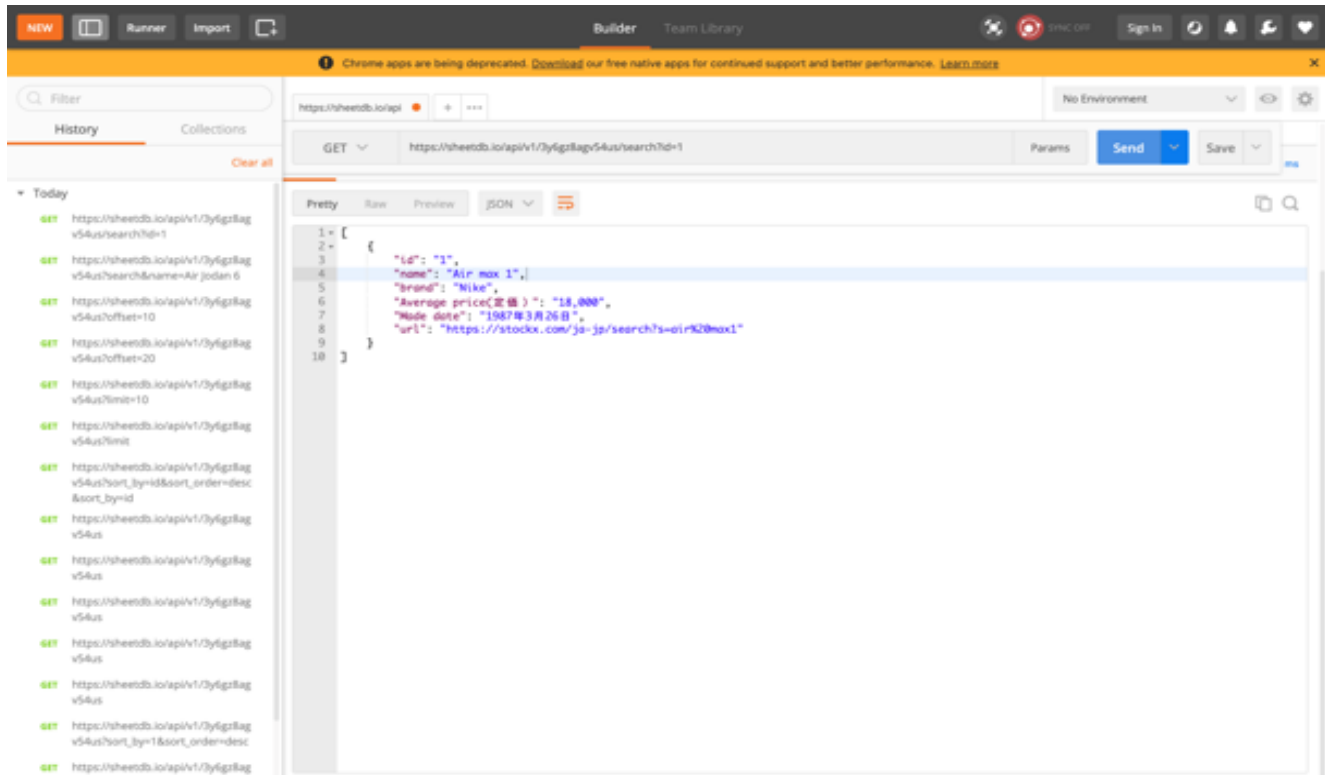 NEW Runner Import Builder Team Library SYNC OFF Sign In
Chrome apps are being deprecated. Download our free native apps for continued support and better performance. Learn more
Filter
History Collections
Clear all
Today
GET https://sheetdb.io/api/v1/3y6gz8ag
v54us/search?id=1
GET https://sheetdb.io/api/v1/3y6gz8ag
v54us?search&name=Air Jodan 6
GET https://sheetdb.io/api/v1/3y6gz8ag
v54us?offset=10
GET https://sheetdb.io/api/v1/3y6gz8ag
v54us?offset=20
GET https://sheetdb.io/api/v1/3y6gz8ag
v54us?limit=10
GET https://sheetdb.io/api/v1/3y6gz8ag
v54us?limit
GET https://sheetdb.io/api/v1/3y6gz8ag
v54us?sort_by=id&sort_order=desc
&sort_by=id
GET https://sheetdb.io/api/v1/3y6gz8ag
v54us
GET https://sheetdb.io/api/v1/3y6gz8ag
v54us
GET https://sheetdb.io/api/v1/3y6gz8ag
v54us
GET https://sheetdb.io/api/v1/3y6gz8ag
v54us
GET https://sheetdb.io/api/v1/3y6gz8ag
v54us
GET https://sheetdb.io/api/v1/3y6gz8ag
v54us?sort_by=1&sort_order=desc
GET https://sheetdb.io/api/v1/3y6gz8ag
https://sheetdb.io/api + ••• No Environment
GET https://sheetdb.io/api/v1/3y6gz8agv54us/search?id=1 Params Send Save
ms
Pretty Raw Preview JSON
1 [
2 {
3 "id": "1",
4 "name": "Air max 1",
5 "brand": "Nike",
6 "Average price(定価)": "18,000",
7 "Made date": "1987年3月26日",
8 "url": "https://stockx.com/ja-jp/search?s=air%20max1"
9 }
10 ]